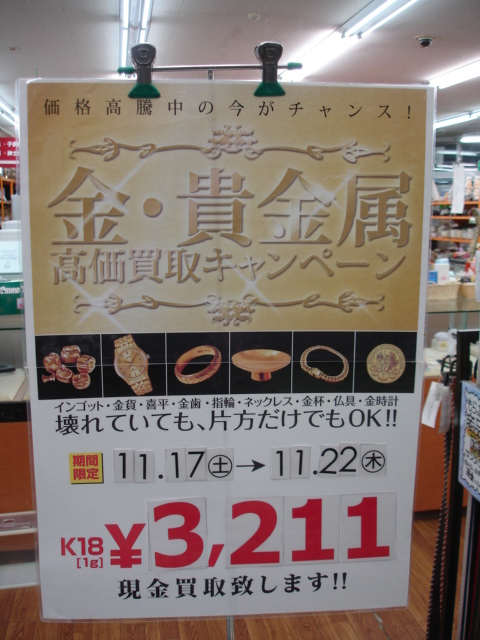 価格高騰中の今がチャンス!
金・貴金属
高価買取キャンペーン
インゴット・金貨・喜平・金歯・指輪・ネックレス・金杯・仏具・金時計
壊れていても、片方だけでもOK!!
期間限定 11.17㊏→11.22㊍
K18[1g] ¥3,211
現金買取致します!!